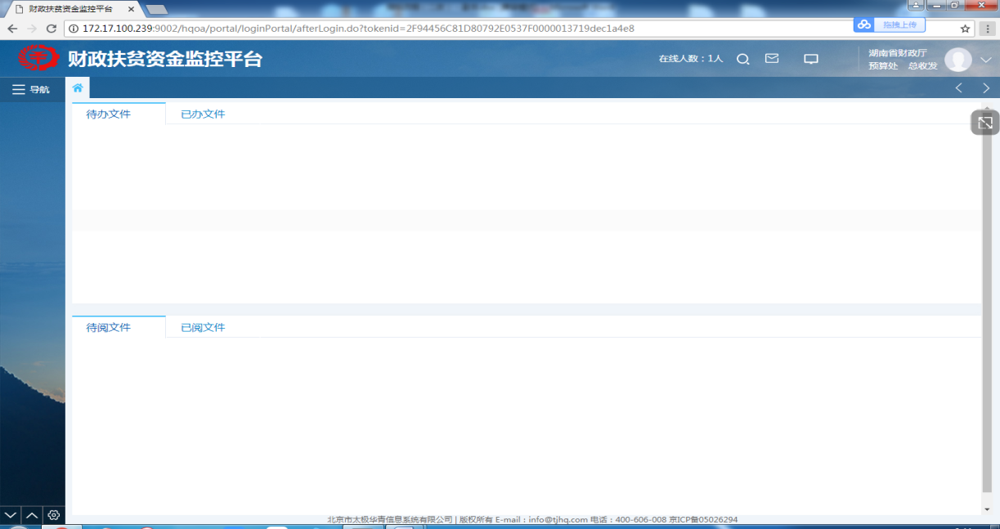 财政扶贫资金监控平台
172.17.100.239:9002/hqoa/portal/loginPortal/afterLogin.do?tokenid=2F94456C81D80792E0537F0000013719dec1a4e8
拖拽上传
财政扶贫资金监控平台
在线人数：1人
湖南省财政厅
预算处 总收发
导航
待办文件 已办文件
待阅文件 已阅文件
北京市太极华青信息系统有限公司 | 版权所有 E-mail：info@tjhq.com 电话：400-606-008 京ICP备05026294